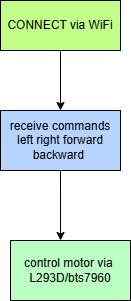 CONNECT via WiFi
receive commands
left right forward
backward
control motor via
L293D/bts7960